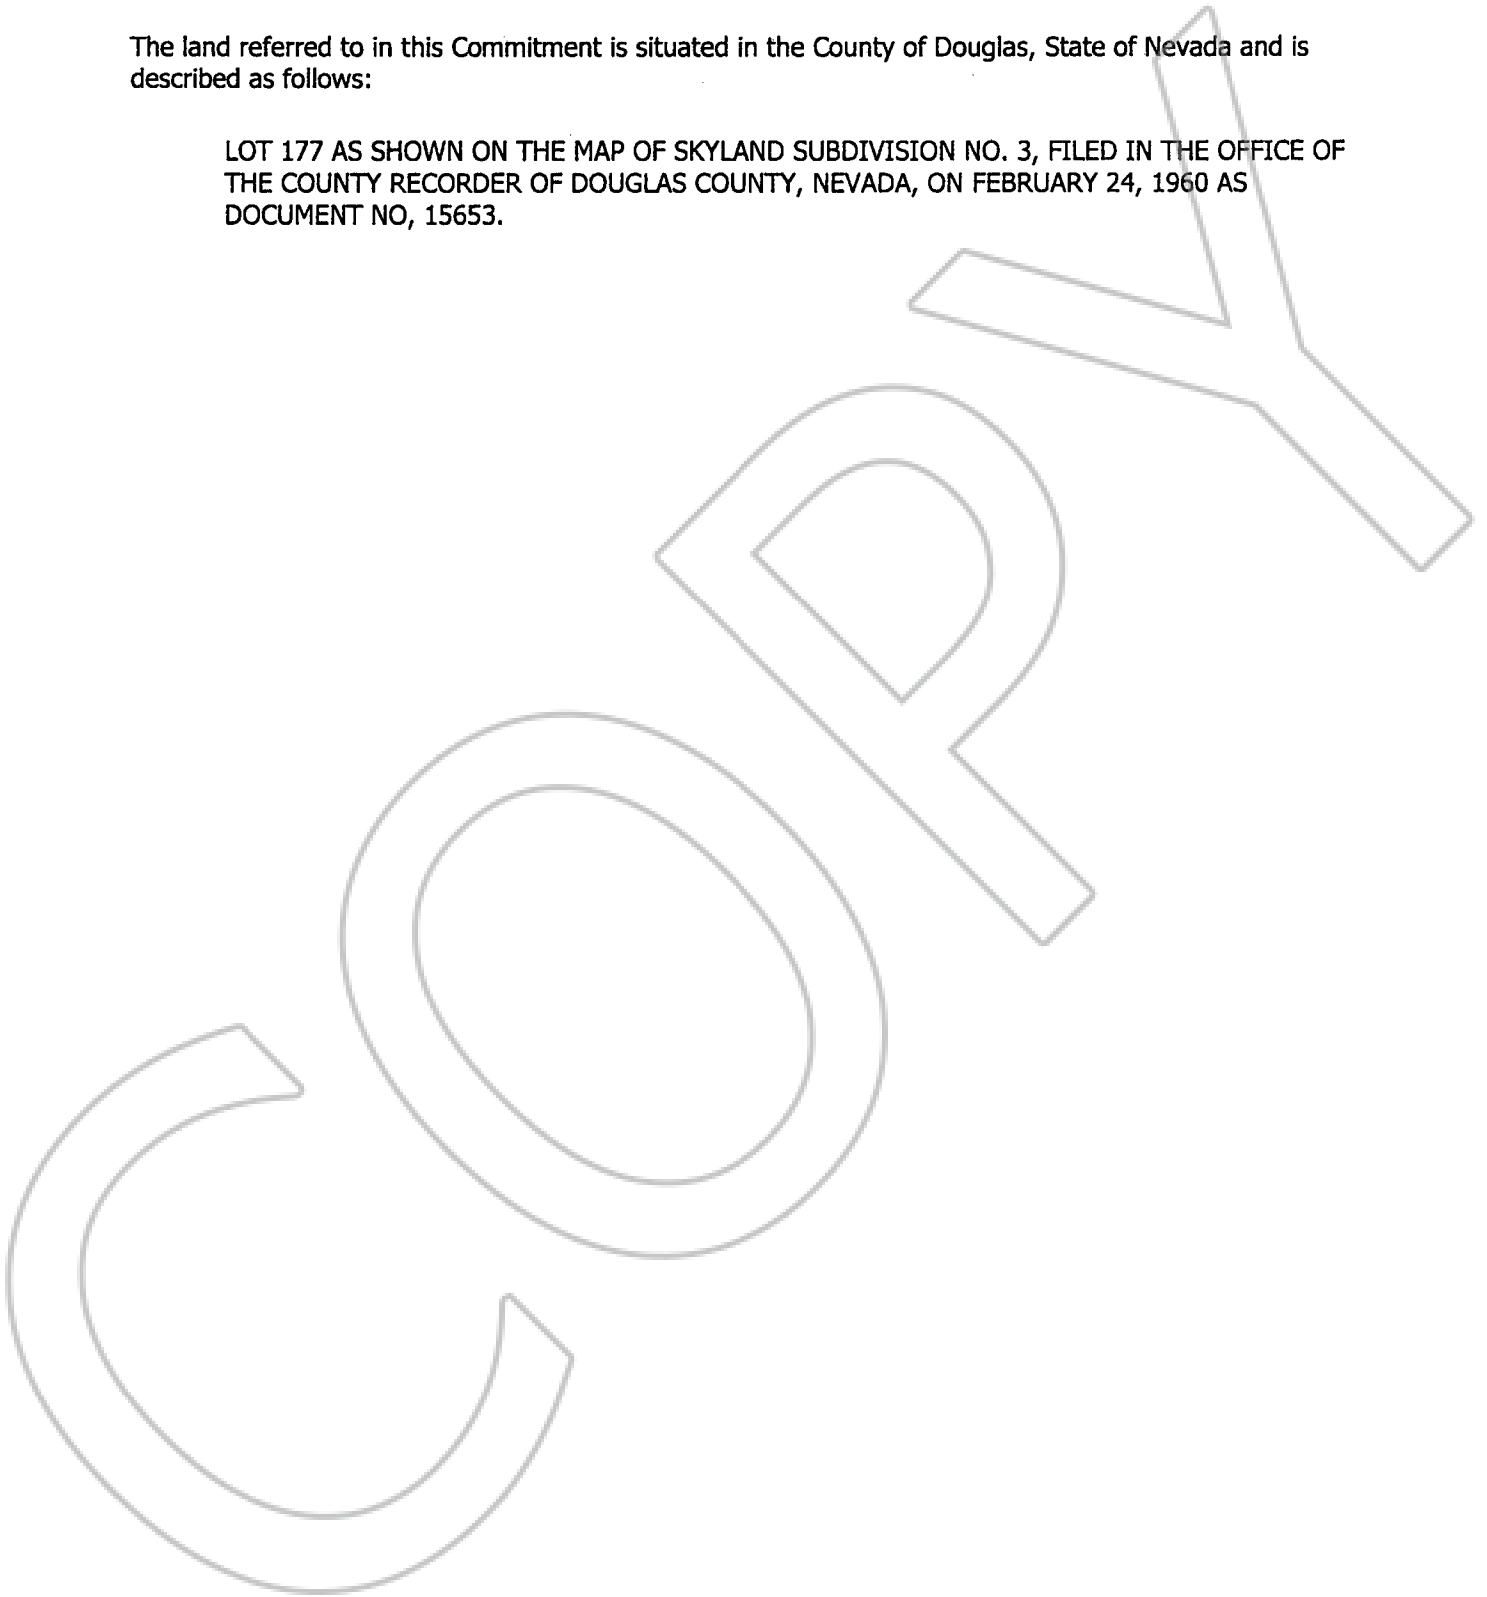 The land referred to in this Commitment is situated in the County of Douglas, State of Nevada and is
described as follows:
LOT 177 AS SHOWN ON THE MAP OF SKYLAND SUBDIVISION NO. 3, FILED IN THE OFFICE OF
THE COUNTY RECORDER OF DOUGLAS COUNTY, NEVADA, ON FEBRUARY 24, 1960 AS
DOCUMENT NO, 15653.
COPY